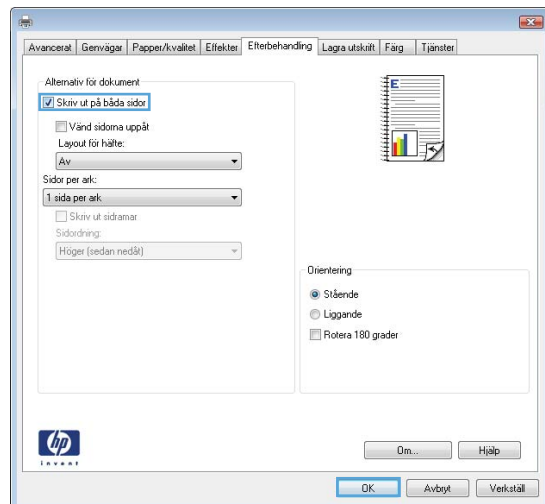 Avancerat Genvägar Papper/kvalitet Effekter Efterbehandling Lagra utskrift Färg Tjänster
Alternativ för dokument
Skriv ut på båda sidor
Vänd sidorna uppåt
Layout för häfte:
Av
Sidor per ark:
1 sida per ark
Skriv ut sidramar
Sidordning:
Höger (sedan nedåt)
E
Orientering
Stående
Liggande
Rotera 180 grader
hp
invent
Om... Hjälp
OK Avbryt Verkställ